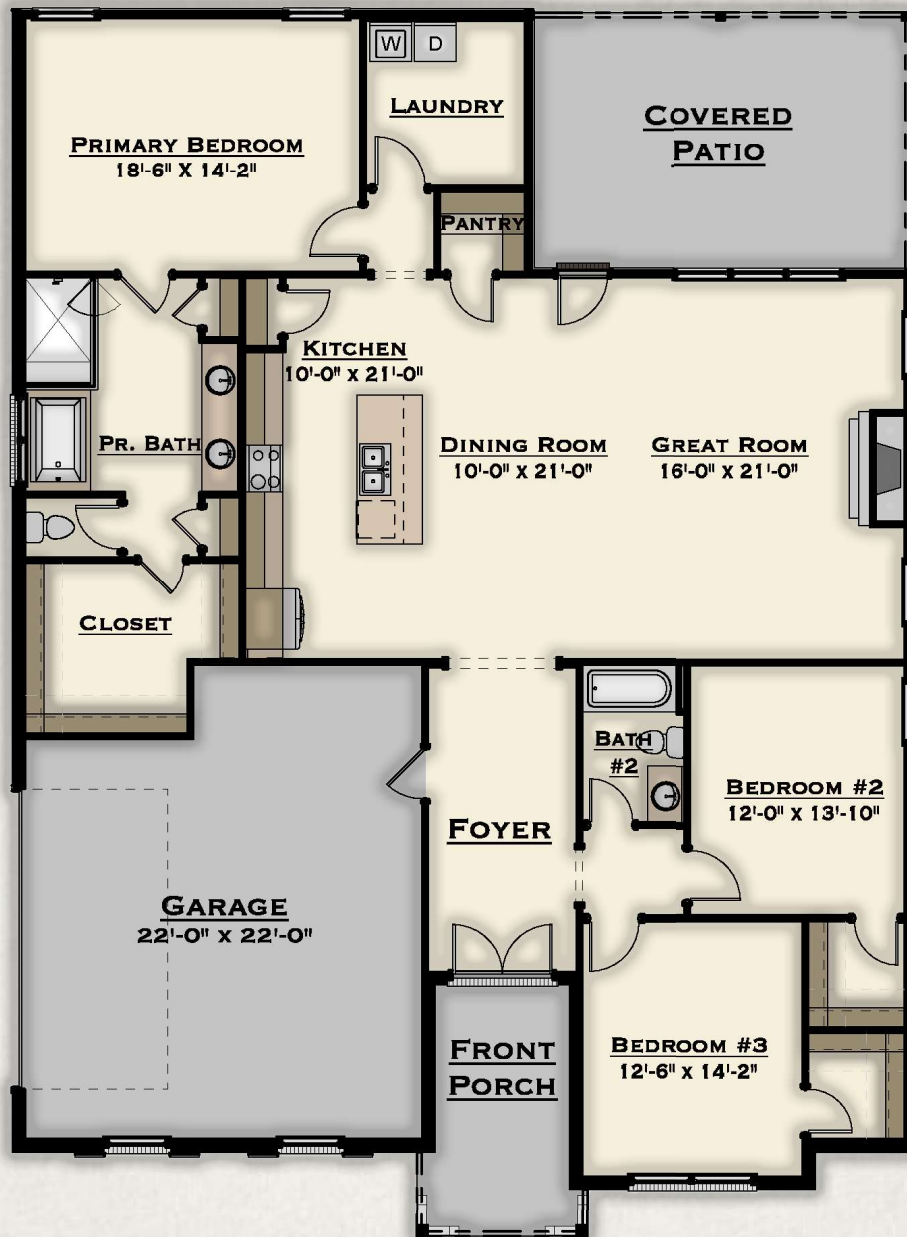 W D
LAUNDRY
COVERED
PATIO
PRIMARY BEDROOM
18'-6" X 14'-2"
PANTRY
KITCHEN
10'-0" X 21'-0"
PR. BATH
DINING ROOM
10'-0" X 21'-0"
GREAT ROOM
16'-0" X 21'-0"
CLOSET
BATH
#2
BEDROOM #2
12'-0" X 13'-10"
FOYER
GARAGE
22'-0" X 22'-0"
FRONT
PORCH
BEDROOM #3
12'-6" X 14'-2"